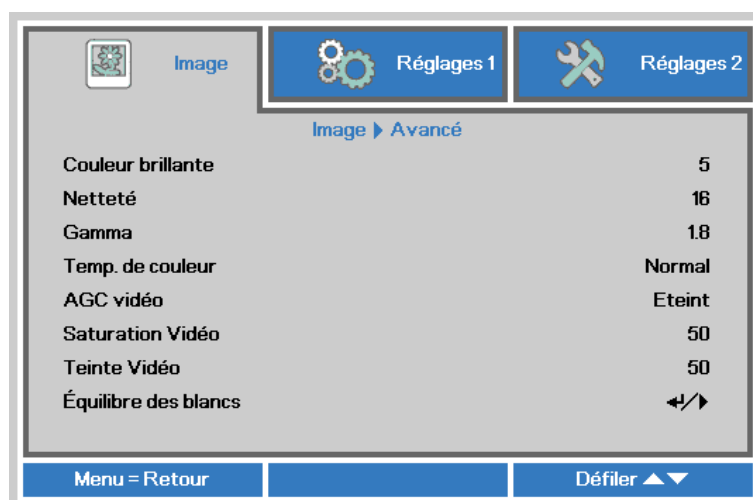 Image Réglages 1 Réglages 2
Image ▶ Avancé
Couleur brillante 5
Netteté 16
Gamma 1.8
Temp. de couleur Normal
AGC vidéo Eteint
Saturation Vidéo 50
Teinte Vidéo 50
Équilibre des blancs ↵/▶
Menu = Retour Défiler ▲▼